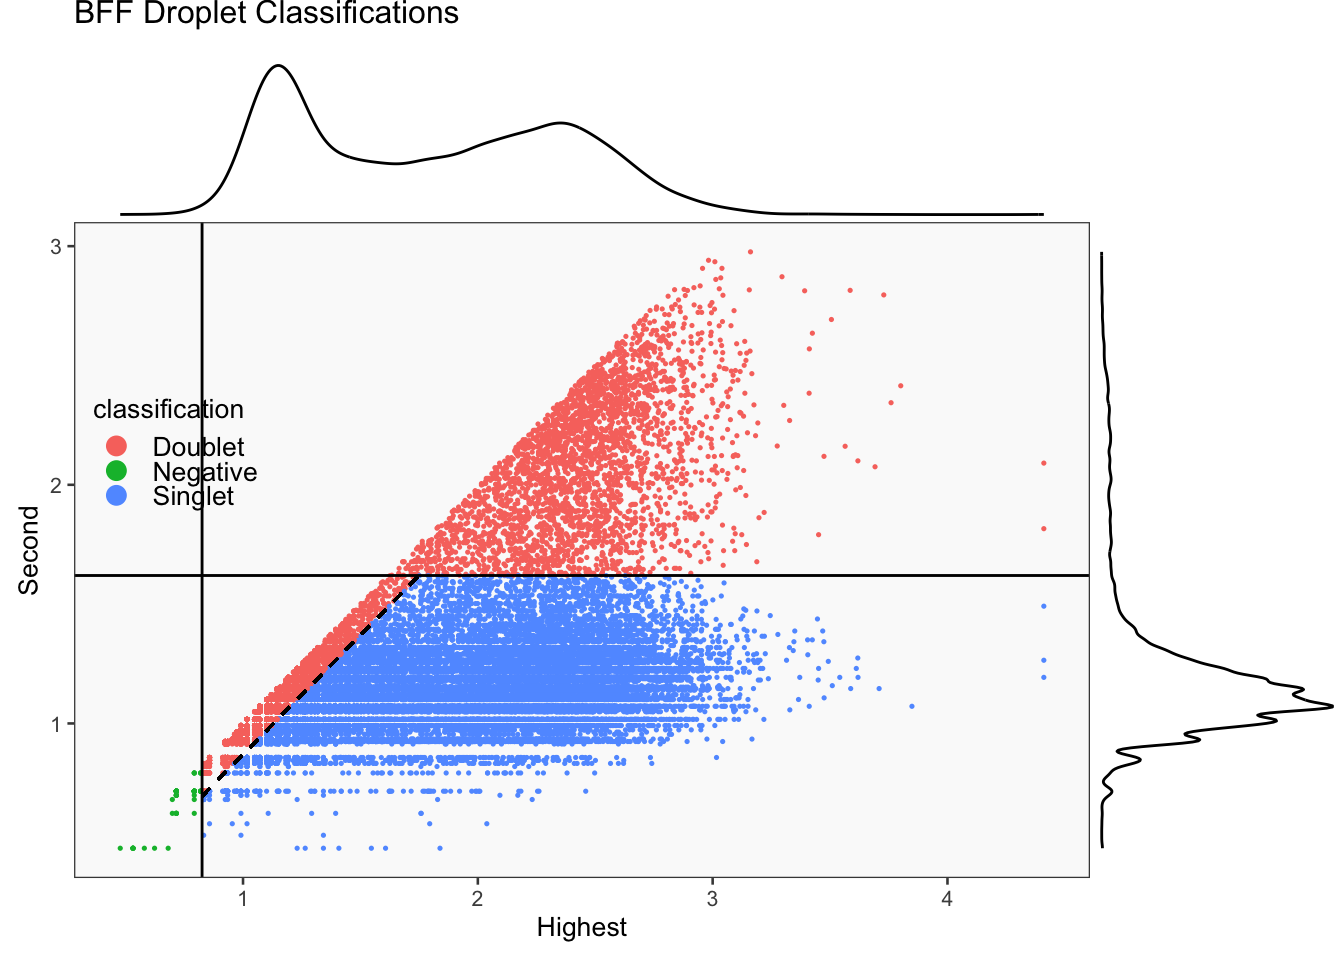 BFF Droplet Classifications
3
2
1
Second
classification
Doublet
Negative
Singlet
1 2 3 4
Highest